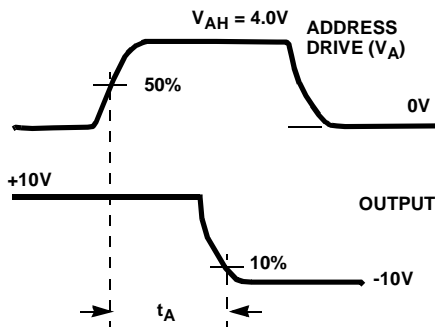 V_AH = 4.0V
ADDRESS
DRIVE (V_A)
50%
0V
+10V
OUTPUT
10%
-10V
t_A